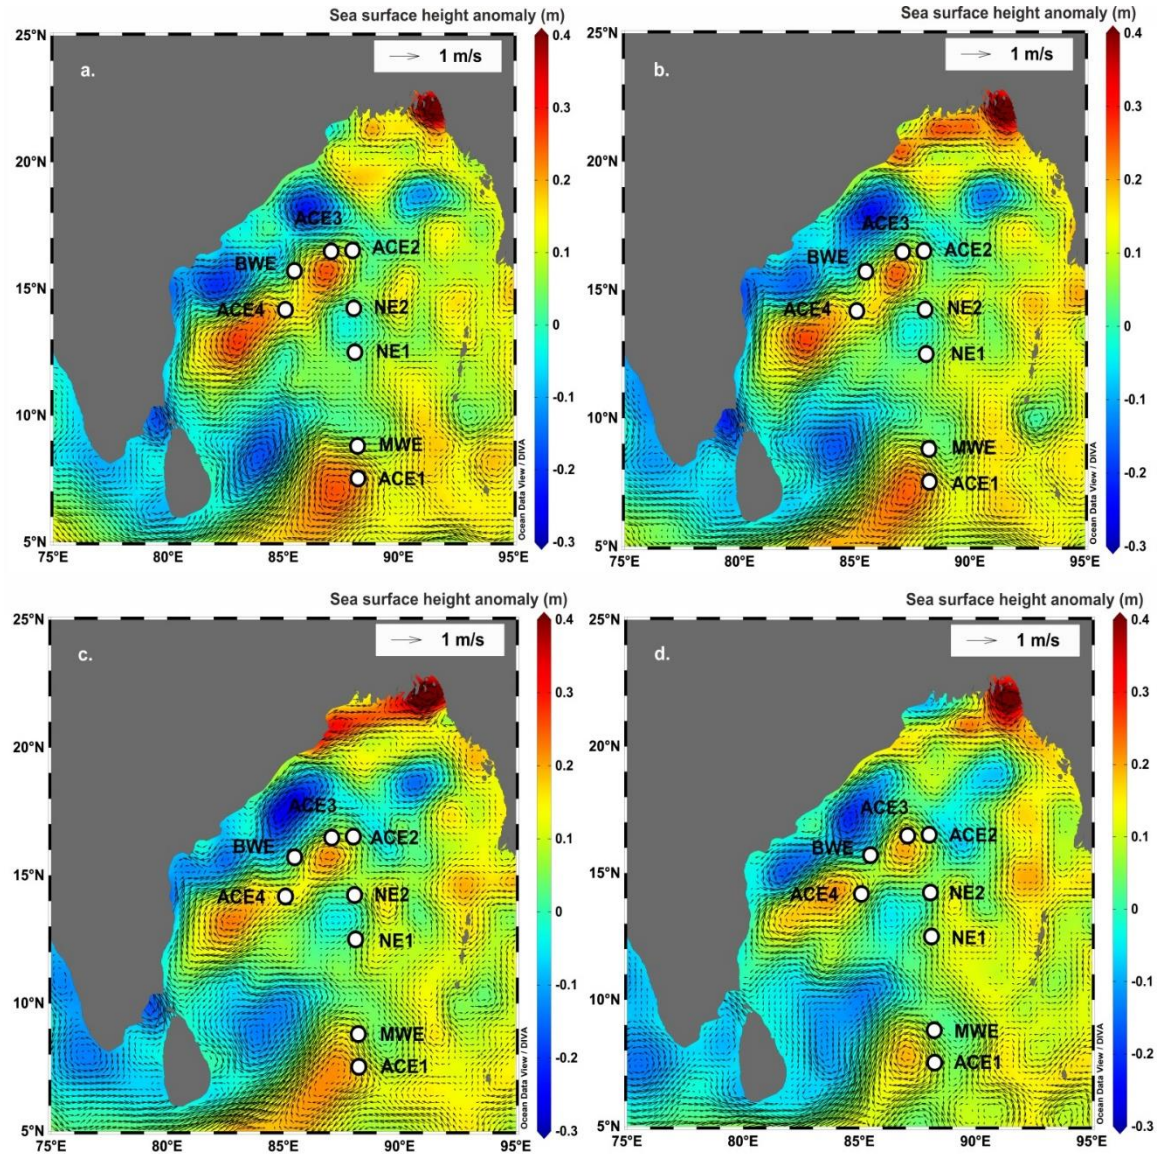 Sea surface height anomaly (m)
a.
1 m/s
25°N
20°N
15°N
10°N
5°N
75°E
80°E
85°E
90°E
95°E
ACE3
ACE2
BWE
ACE4
NE2
NE1
MWE
ACE1
0.4
0.3
0.2
0.1
0
-0.1
-0.2
-0.3
Ocean Data View / DIVA
Sea surface height anomaly (m)
b.
1 m/s
25°N
20°N
15°N
10°N
5°N
75°E
80°E
85°E
90°E
95°E
ACE3
ACE2
BWE
ACE4
NE2
NE1
MWE
ACE1
0.4
0.3
0.2
0.1
0
-0.1
-0.2
-0.3
Ocean Data View / DIVA
Sea surface height anomaly (m)
c.
1 m/s
25°N
20°N
15°N
10°N
5°N
75°E
80°E
85°E
90°E
95°E
ACE3
ACE2
BWE
ACE4
NE2
NE1
MWE
ACE1
0.4
0.3
0.2
0.1
0
-0.1
-0.2
-0.3
Ocean Data View / DIVA
Sea surface height anomaly (m)
d.
1 m/s
25°N
20°N
15°N
10°N
5°N
75°E
80°E
85°E
90°E
95°E
ACE3
ACE2
BWE
ACE4
NE2
NE1
MWE
ACE1
0.4
0.3
0.2
0.1
0
-0.1
-0.2
-0.3
Ocean Data View / DIVA